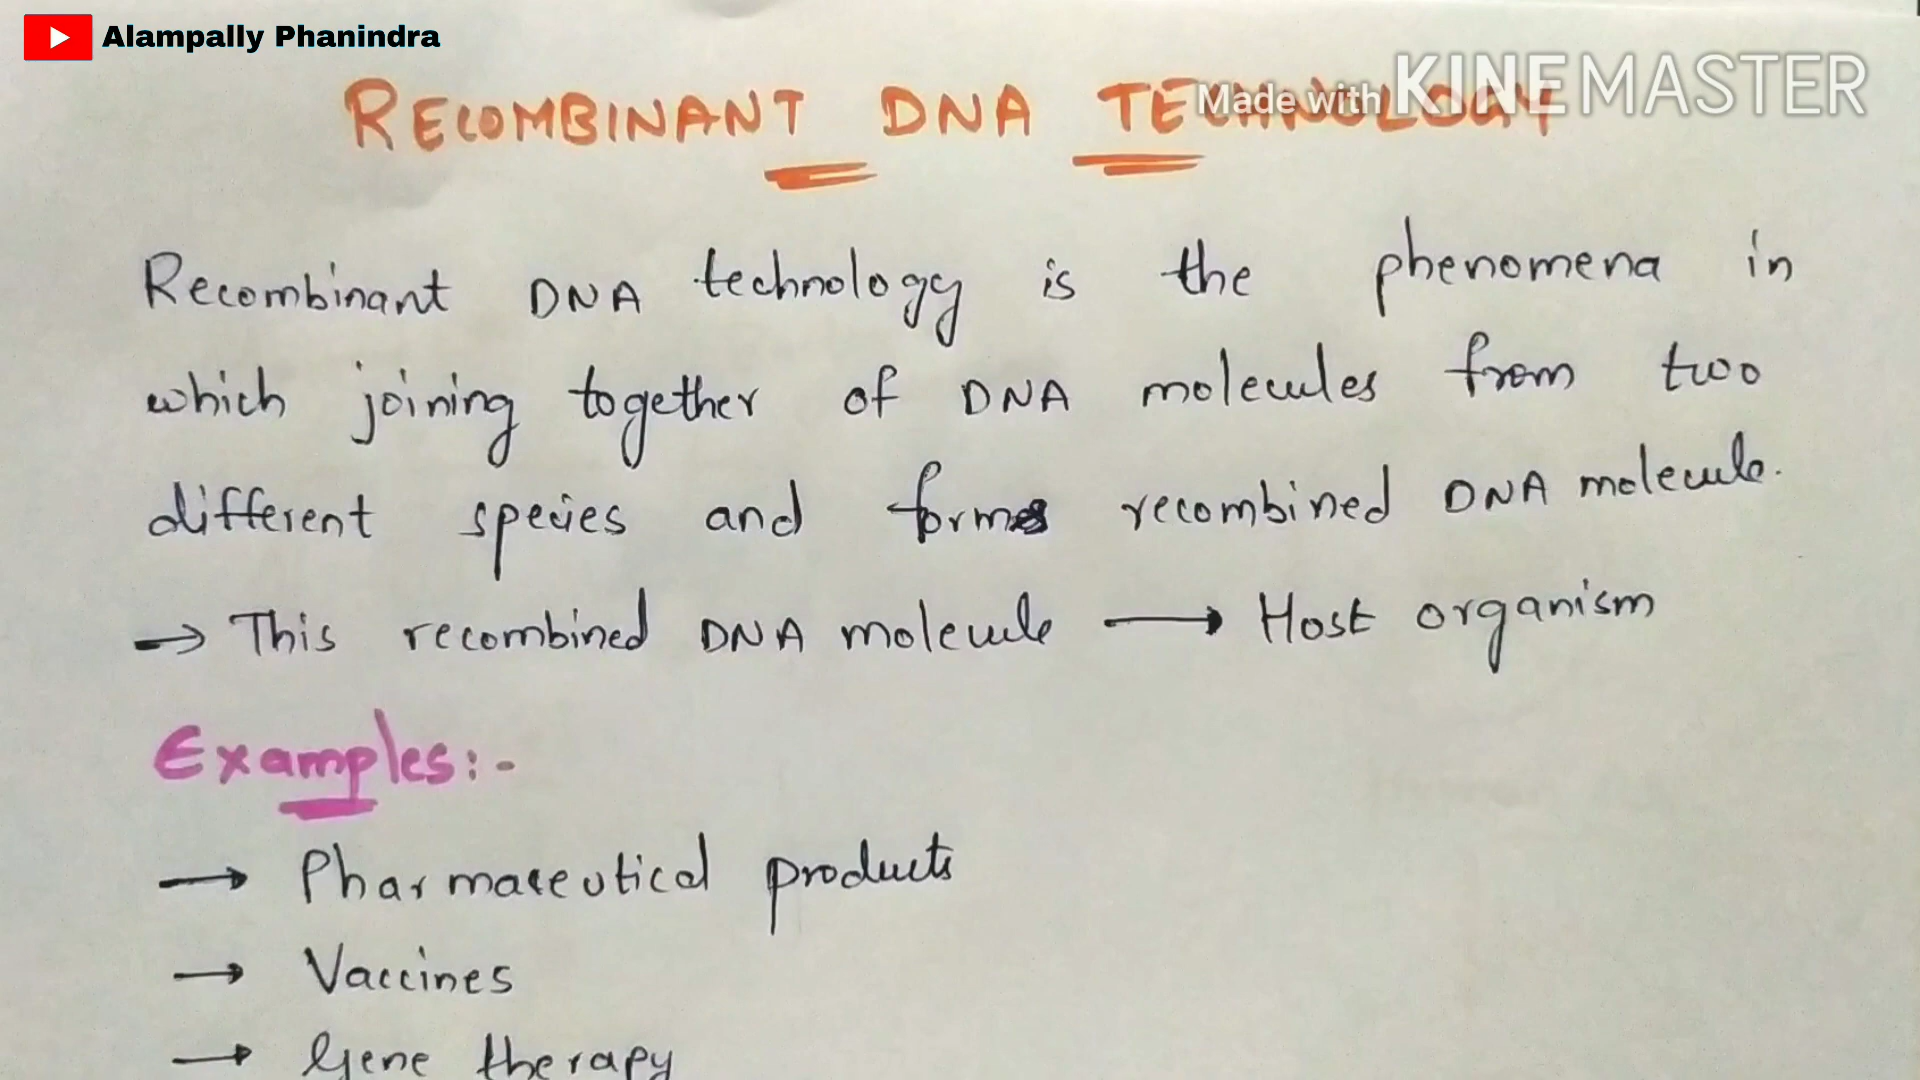 Alampally Phanindra
Made with KINEMASTER
RECOMBINANT DNA TECHNOLOGY
Recombinant DNA technology is the phenomena in
which joining together of DNA molecules from two
different species and forms recombined DNA molecule.
→ This recombined DNA molecule → Host organism
Examples:-
→ Pharmaceutical products
→ Vaccines
→ Gene therapy